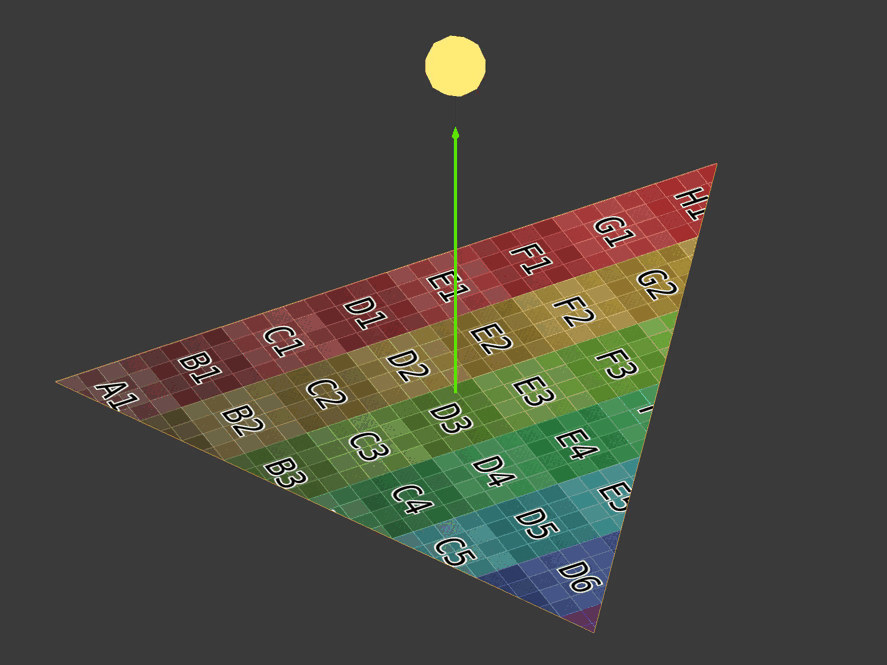 A1 B1 C1 D1 E1 F1 G1 H1
B2 C2 D2 E2 F2 G2
B3 C3 D3 E3 F3
C4 D4 E4
C5 D5 E5
D6